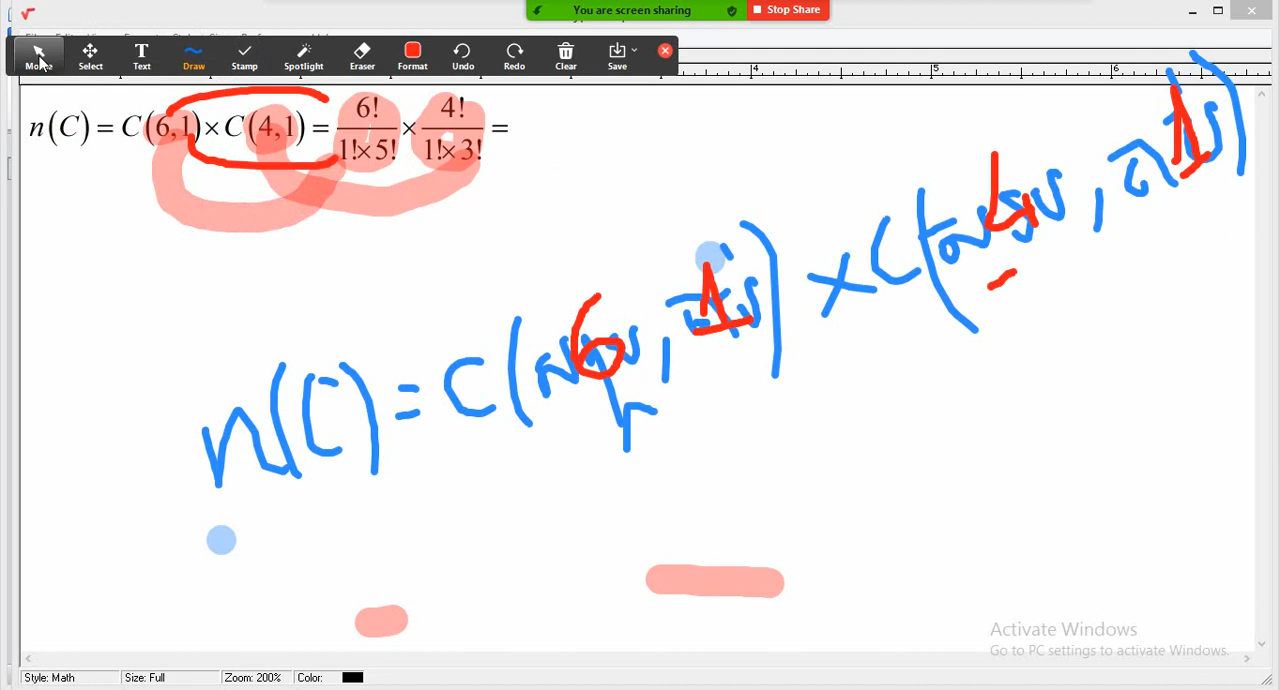 You are screen sharing Stop Share
Select Text Draw Stamp Spotlight Eraser Format Undo Redo Clear Save
4 5 6
n(C) = C(6,1) × C(4,1) = 6!/1!×5! × 4!/1!×3! =
n(C) = C( 6 , 1 ) × C( , 1 )
Activate Windows
Go to PC settings to activate Windows.
Style: Math Size: Full Zoom: 200% Color: